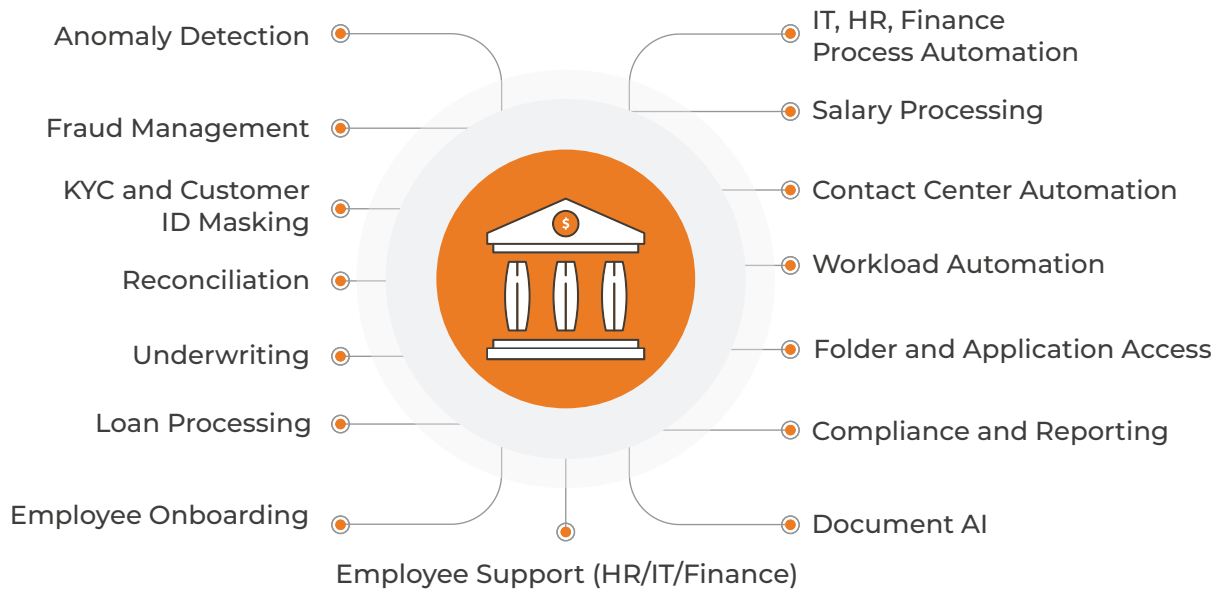 Anomaly Detection
Fraud Management
KYC and Customer
ID Masking
Reconciliation
Underwriting
Loan Processing
Employee Onboarding
$
IT, HR, Finance
Process Automation
Salary Processing
Contact Center Automation
Workload Automation
Folder and Application Access
Compliance and Reporting
Document AI
Employee Support (HR/IT/Finance)